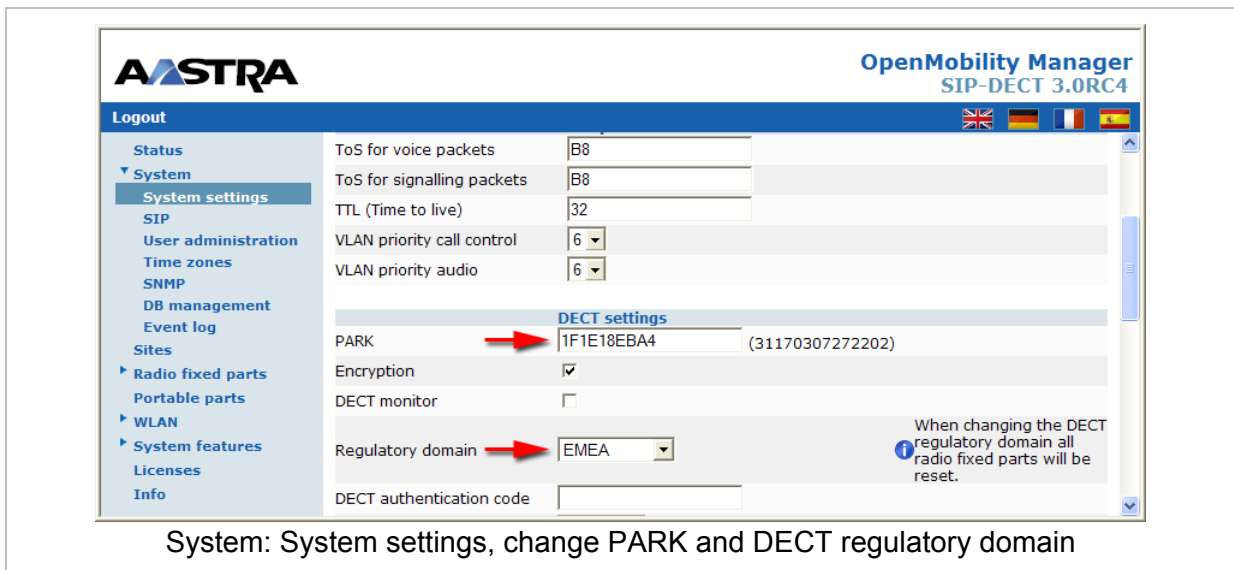 AASTRA
OpenMobility Manager
SIP-DECT 3.0RC4
Logout
Status
System
System settings
SIP
User administration
Time zones
SNMP
DB management
Event log
Sites
Radio fixed parts
Portable parts
WLAN
System features
Licenses
Info
ToS for voice packets B8
ToS for signalling packets B8
TTL (Time to live) 32
VLAN priority call control 6
VLAN priority audio 6
DECT settings
PARK 1F1E18EBA4 (31170307272202)
Encryption
DECT monitor
Regulatory domain EMEA
When changing the DECT
regulatory domain all
radio fixed parts will be
reset.
DECT authentication code
System: System settings, change PARK and DECT regulatory domain